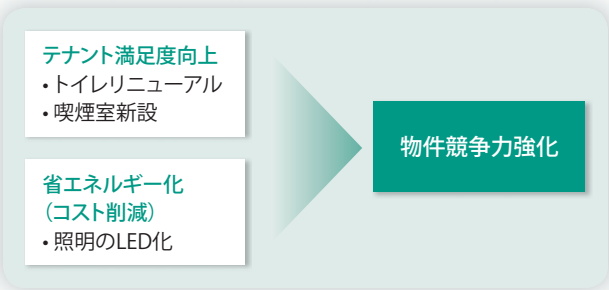 テナント満足度向上
・トイレリニューアル
・喫煙室新設
省エネルギー化
（コスト削減）
・照明のLED化
物件競争力強化